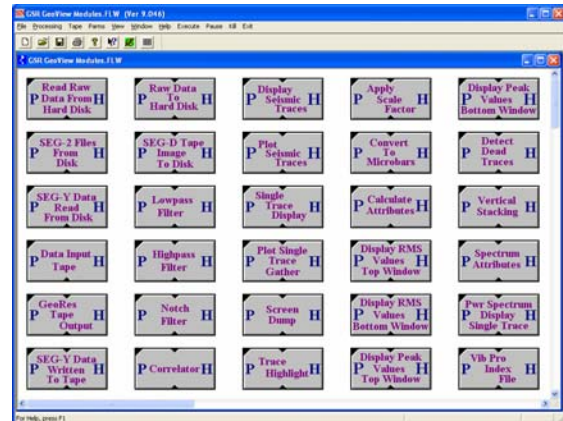 GSR GeoView Modules.FLW (Ver 9.046)
File Processing Tape Parms View Window Help Execute Pause kill Exit
GSR GeoView Modules.FLW
P Read Raw Data From Hard Disk H
P Raw Data To Hard Disk H
P Display Seismic Traces H
P Apply Scale Factor H
P Display Peak Values Bottom Window H
P SEG-2 Files From Disk H
P SEG-D Tape Image To Disk H
P Plot Seismic Traces H
P Convert To Microbars H
P Detect Dead Traces H
P SEG-Y Data Read From Disk H
P Lowpass Filter H
P Single Trace Display H
P Calculate Attributes H
P Vertical Stacking H
P Data Input Tape H
P Highpass Filter H
P Plot Single Trace Gather H
P Display RMS Values Top Window H
P Spectrum Attributes H
P GeoRes Tape Output H
P Notch Filter H
P Screen Dump H
P Display RMS Values Bottom Window H
P Pwr Spectrum Display Single Trace H
P SEG-Y Data Written To Tape H
P Correlator H
P Trace Highlight H
P Display Peak Values Top Window H
P Vib Pro Index File H
For Help, press F1